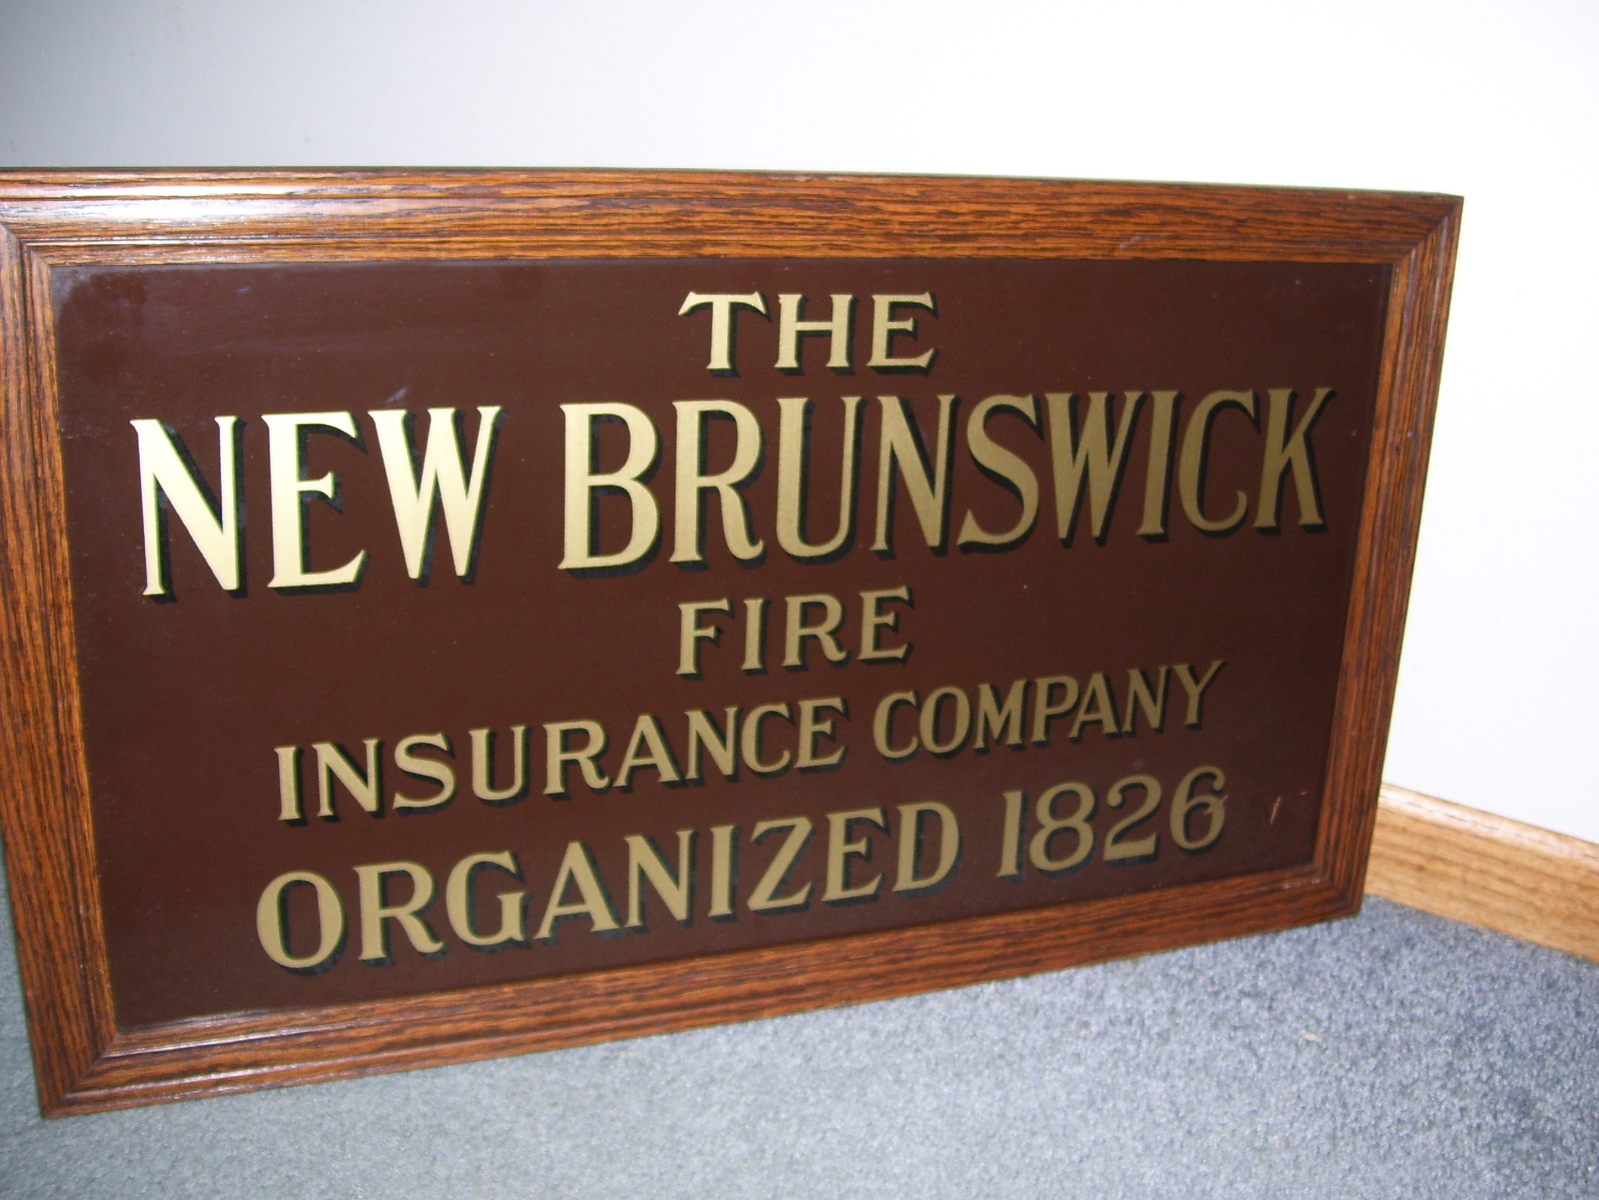 THE
NEW BRUNSWICK
FIRE
INSURANCE COMPANY
ORGANIZED 1826